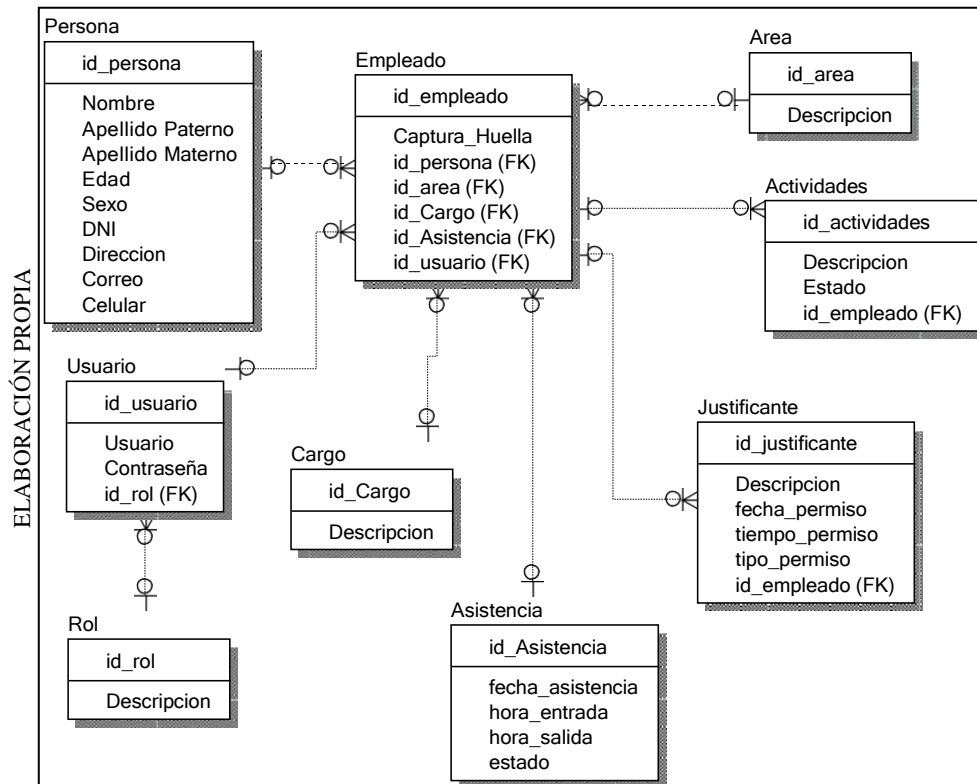 ELABORACIÓN PROPIA
Persona
id_persona
Nombre
Apellido Paterno
Apellido Materno
Edad
Sexo
DNI
Direccion
Correo
Celular
Empleado
id_empleado
Captura_Huella
id_persona (FK)
id_area (FK)
id_Cargo (FK)
id_Asistencia (FK)
id_usuario (FK)
Area
id_area
Descripcion
Actividades
id_actividades
Descripcion
Estado
id_empleado (FK)
Usuario
id_usuario
Usuario
Contraseña
id_rol (FK)
Cargo
id_Cargo
Descripcion
Justificante
id_justificante
Descripcion
fecha_permiso
tiempo_permiso
tipo_permiso
id_empleado (FK)
Rol
id_rol
Descripcion
Asistencia
id_Asistencia
fecha_asistencia
hora_entrada
hora_salida
estado